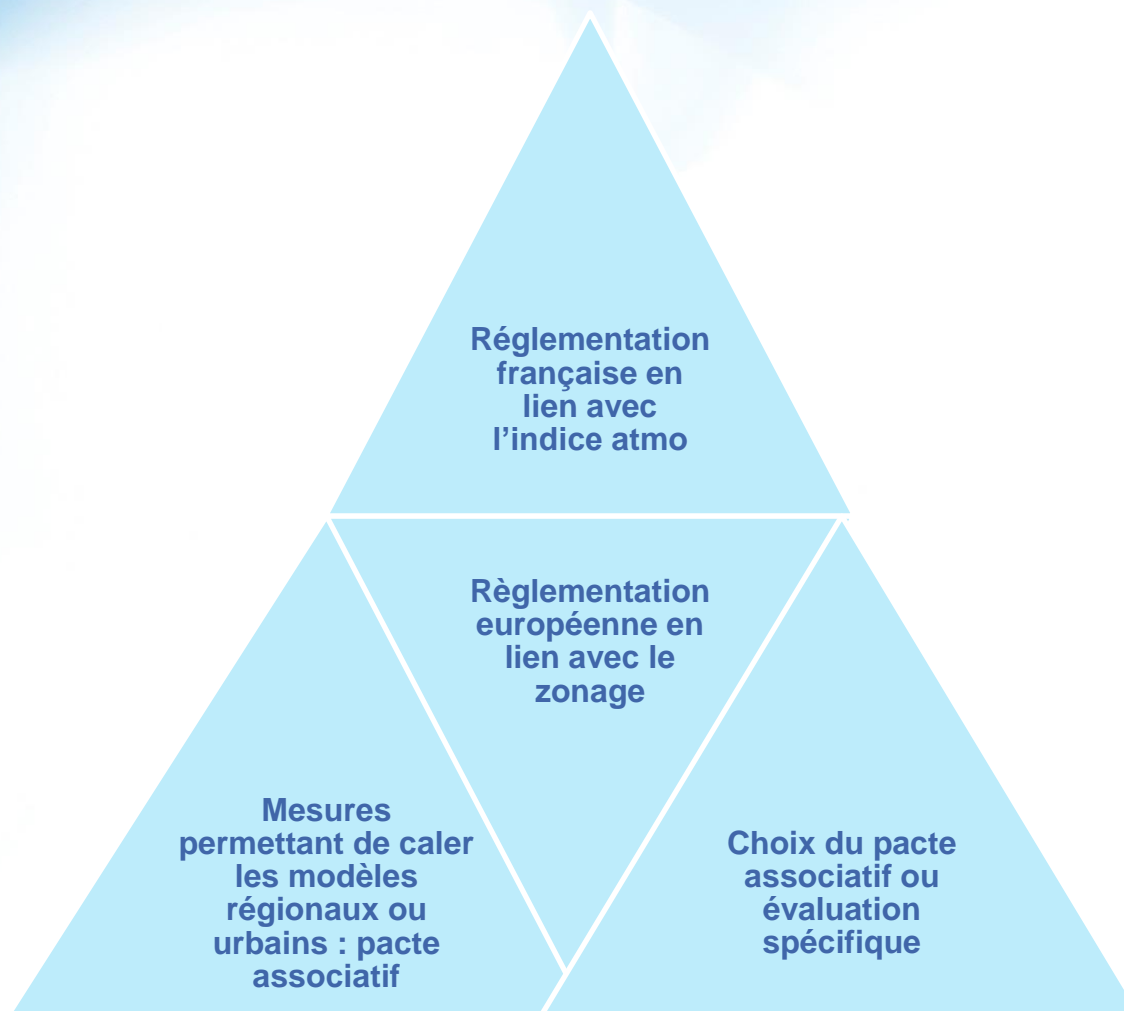 Réglementation
française en
lien avec
l’indice atmo
Règlementation
européenne en
lien avec le
zonage
Mesures
permettant de caler
les modèles
régionaux ou
urbains : pacte
associatif
Choix du pacte
associatif ou
évaluation
spécifique